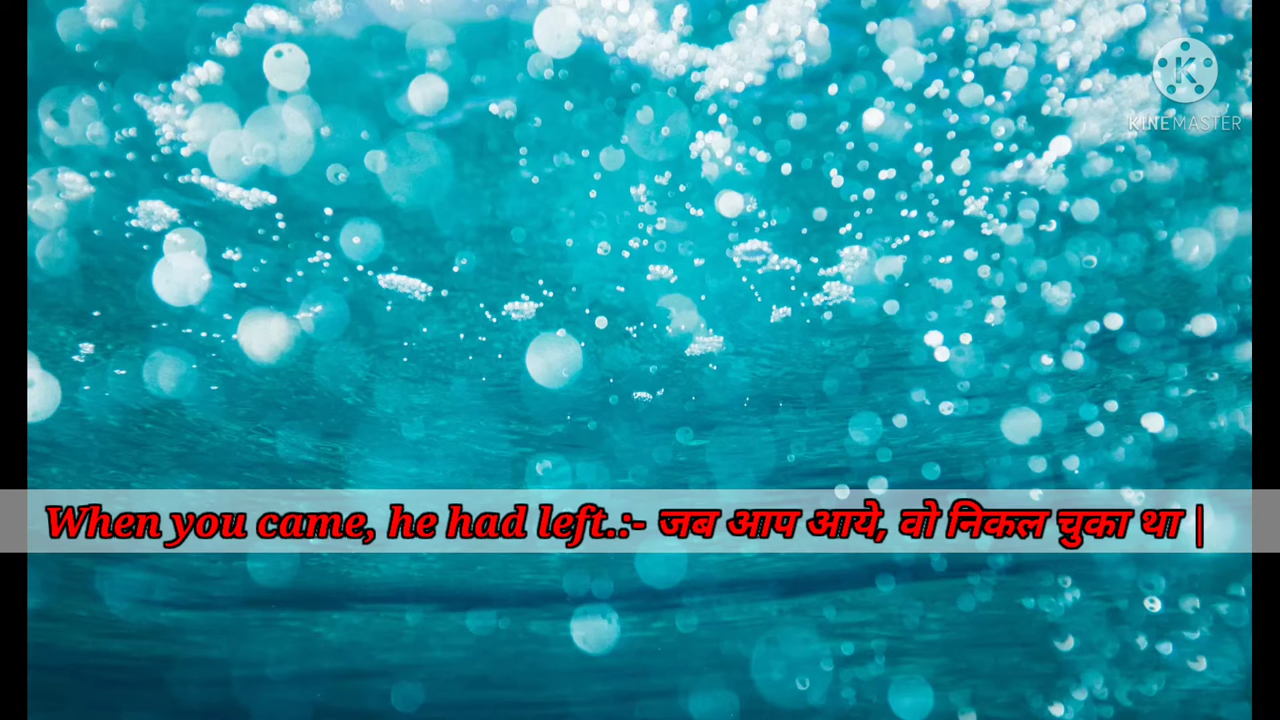 KINEMASTER
When you came, he had left.:- जब आप आये, वो निकल चुका था |